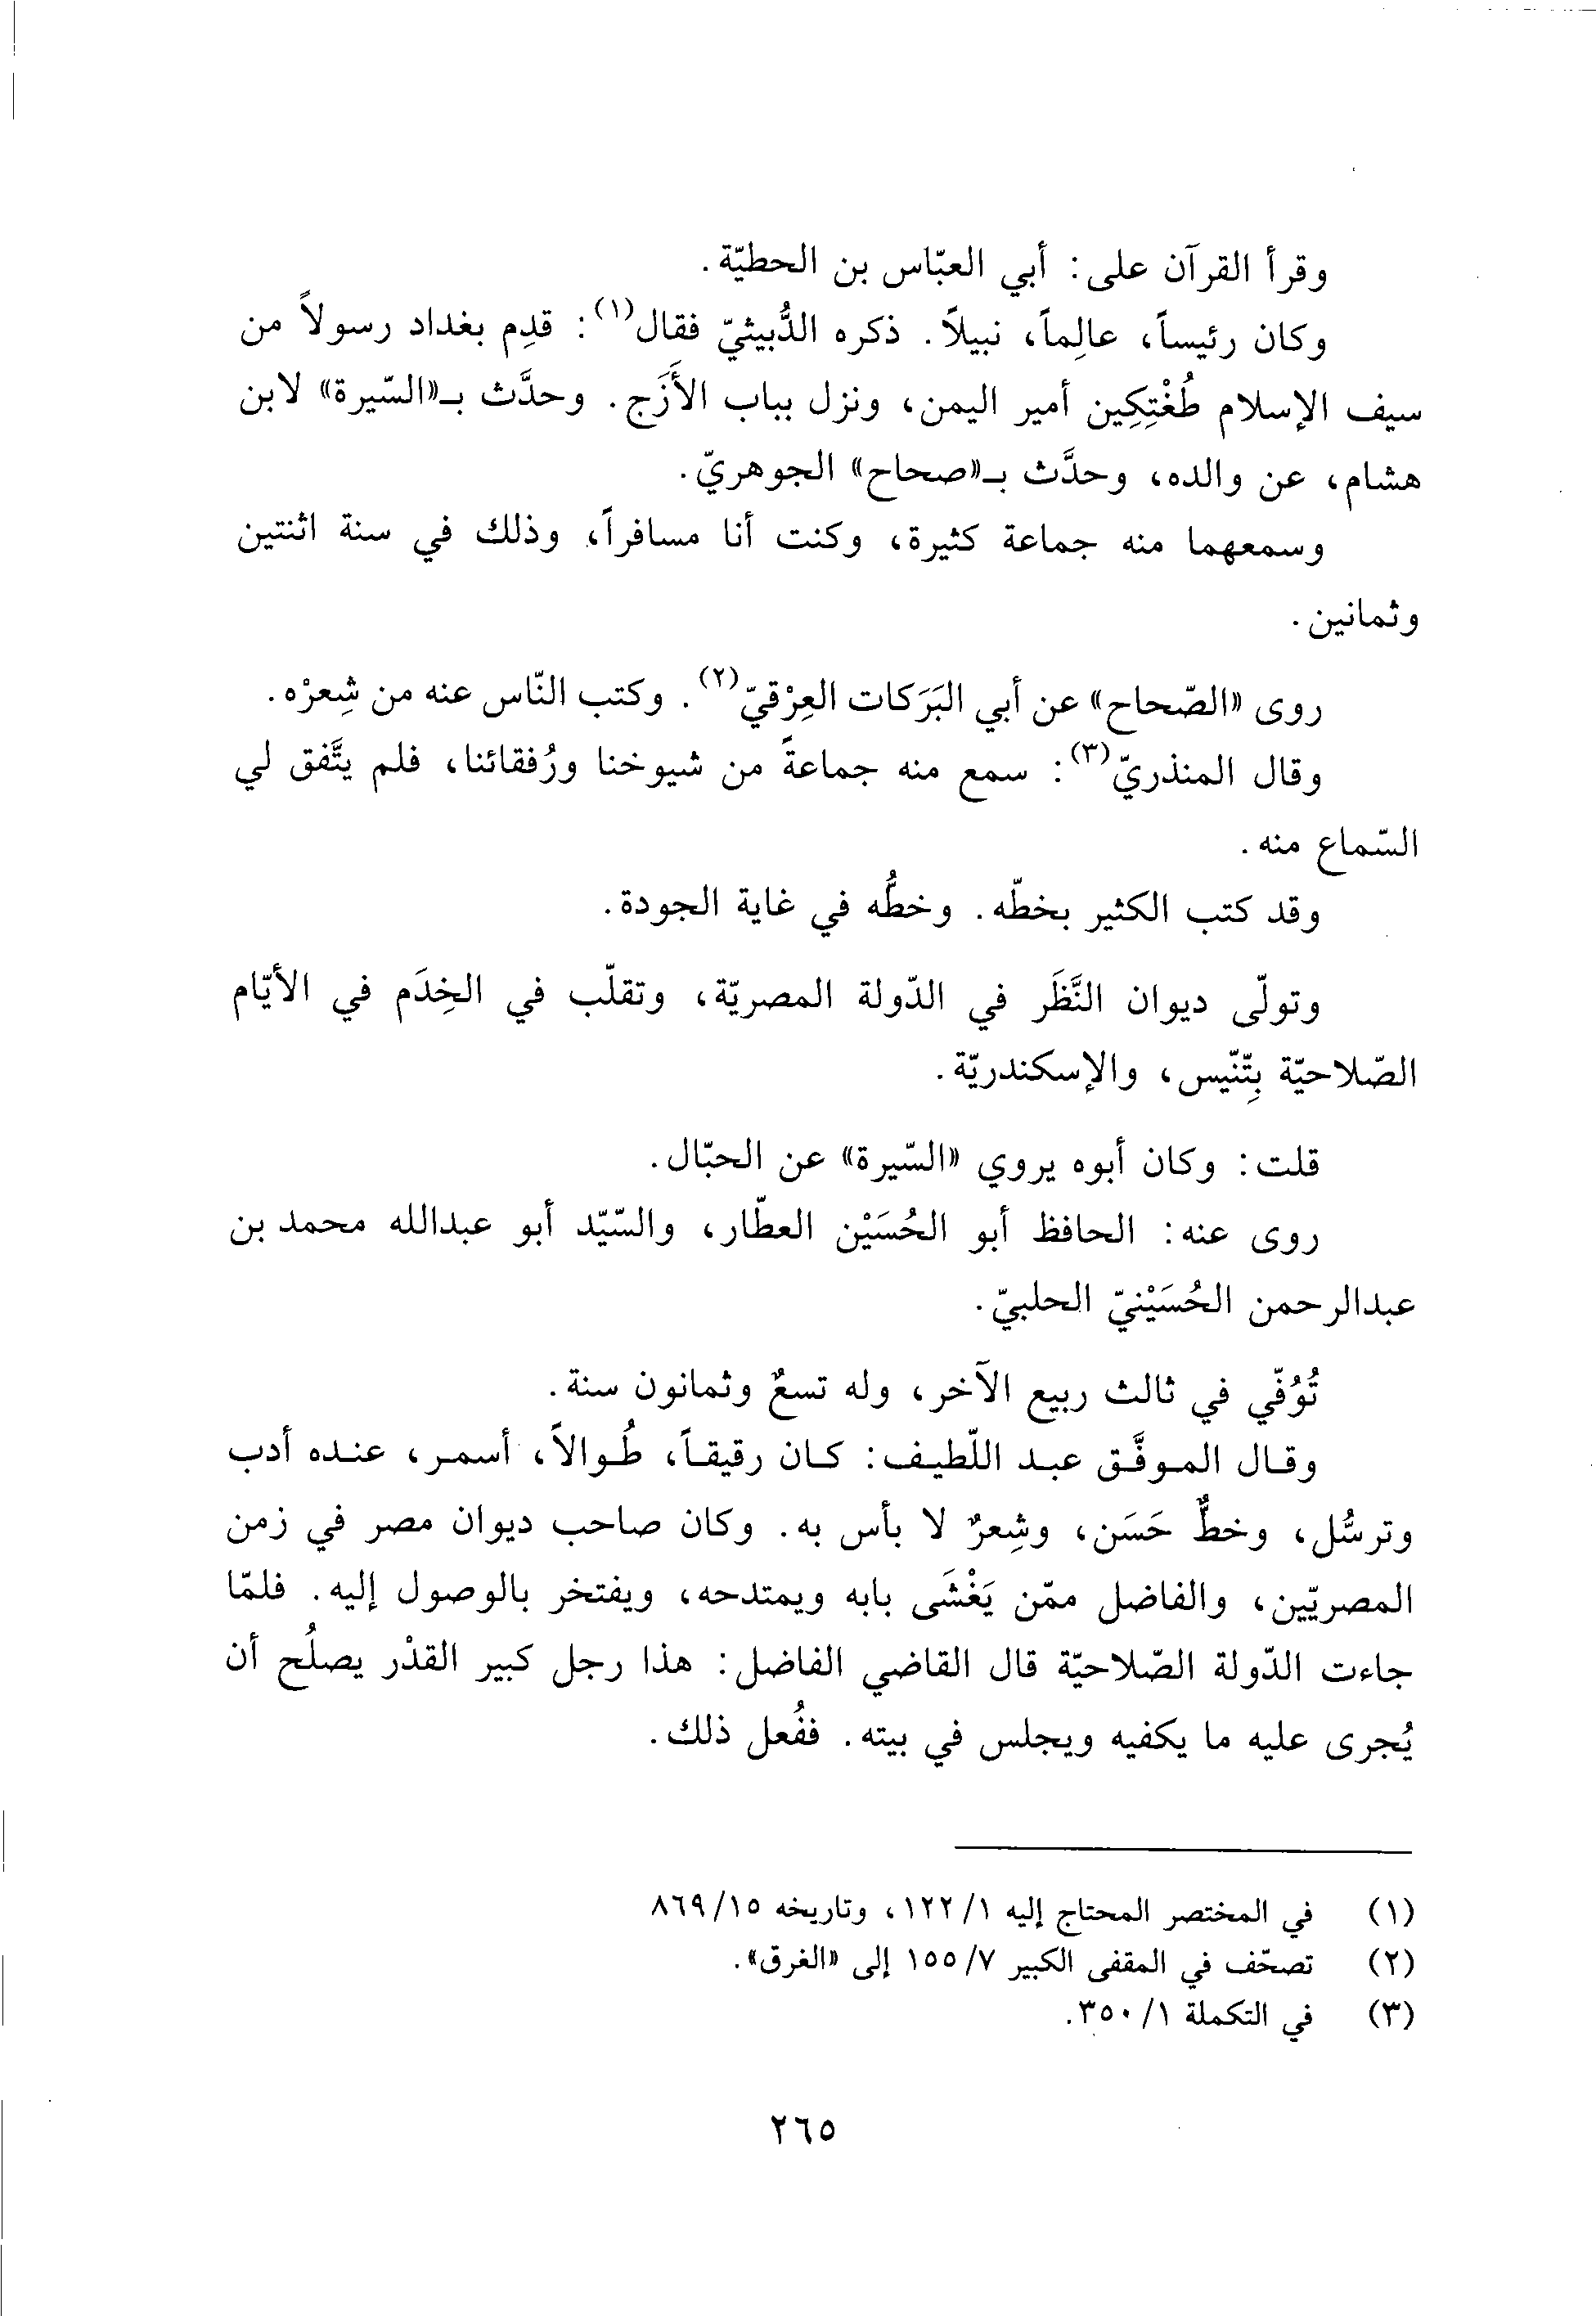 وقرأ القرآن على: أبي العبّاس بن الحطيّة.
وكان رئيساً، عالِماً، نبيلاً. ذكره الدُّبيثيّ فقال(١): قدِم بغداد رسولاً من
سيف الإسلام طُغْتِكِين أمير اليمن، ونزل بباب الأَزَج. وحدَّث بـ«السّيرة» لابن
هشام، عن والده، وحدَّث بـ«صحاح» الجوهريّ.
وسمعهما منه جماعة كثيرة، وكنت أنا مسافراً، وذلك في سنة اثنتين
وثمانين.
روى «الصّحاح» عن أبي البَرَكات العِرْقيّ(٢). وكتب النّاس عنه من شِعرْه.
وقال المنذريّ(٣): سمع منه جماعةً من شيوخنا ورُفقائنا، فلم يتَّفق لي
السّماع منه.
وقد كتب الكثير بخطّه. وخطُّه في غاية الجودة.
وتولّى ديوان النَّظَر في الدّولة المصريّة، وتقلّب في الخِدَم في الأيّام
الصّلاحيّة بِتّنّيس، والإسكندريّة.
قلت: وكان أبوه يروي «السّيرة» عن الحبّال.
روى عنه: الحافظ أبو الحُسَيْن العطّار، والسّيّد أبو عبدالله محمد بن
عبدالرحمن الحُسَيْنيّ الحلبيّ.
تُوُفّي في ثالث ربيع الآخر، وله تسعٌ وثمانون سنة.
وقال الموفَّق عبد اللّطيف: كان رقيقاً، طُوالاً، أسمر، عنده أدب
وترسُّل، وخطٌّ حَسَن، وشِعرٌ لا بأس به. وكان صاحب ديوان مصر في زمن
المصريّين، والفاضل ممّن يَغْشَى بابه ويمتدحه، ويفتخر بالوصول إليه. فلمّا
جاءت الدّولة الصّلاحيّة قال القاضي الفاضل: هذا رجل كبير القدْر يصلُح أن
يُجرى عليه ما يكفيه ويجلس في بيته. ففُعل ذلك.
(١) في المختصر المحتاج إليه ١/ ١٢٢، وتاريخه ١٥/ ٨٦٩
(٢) تصحّف في المقفى الكبير ٧/ ١٥٥ إلى «الغرق».
(٣) في التكملة ١/ ٣٥٠.
٢٦٥